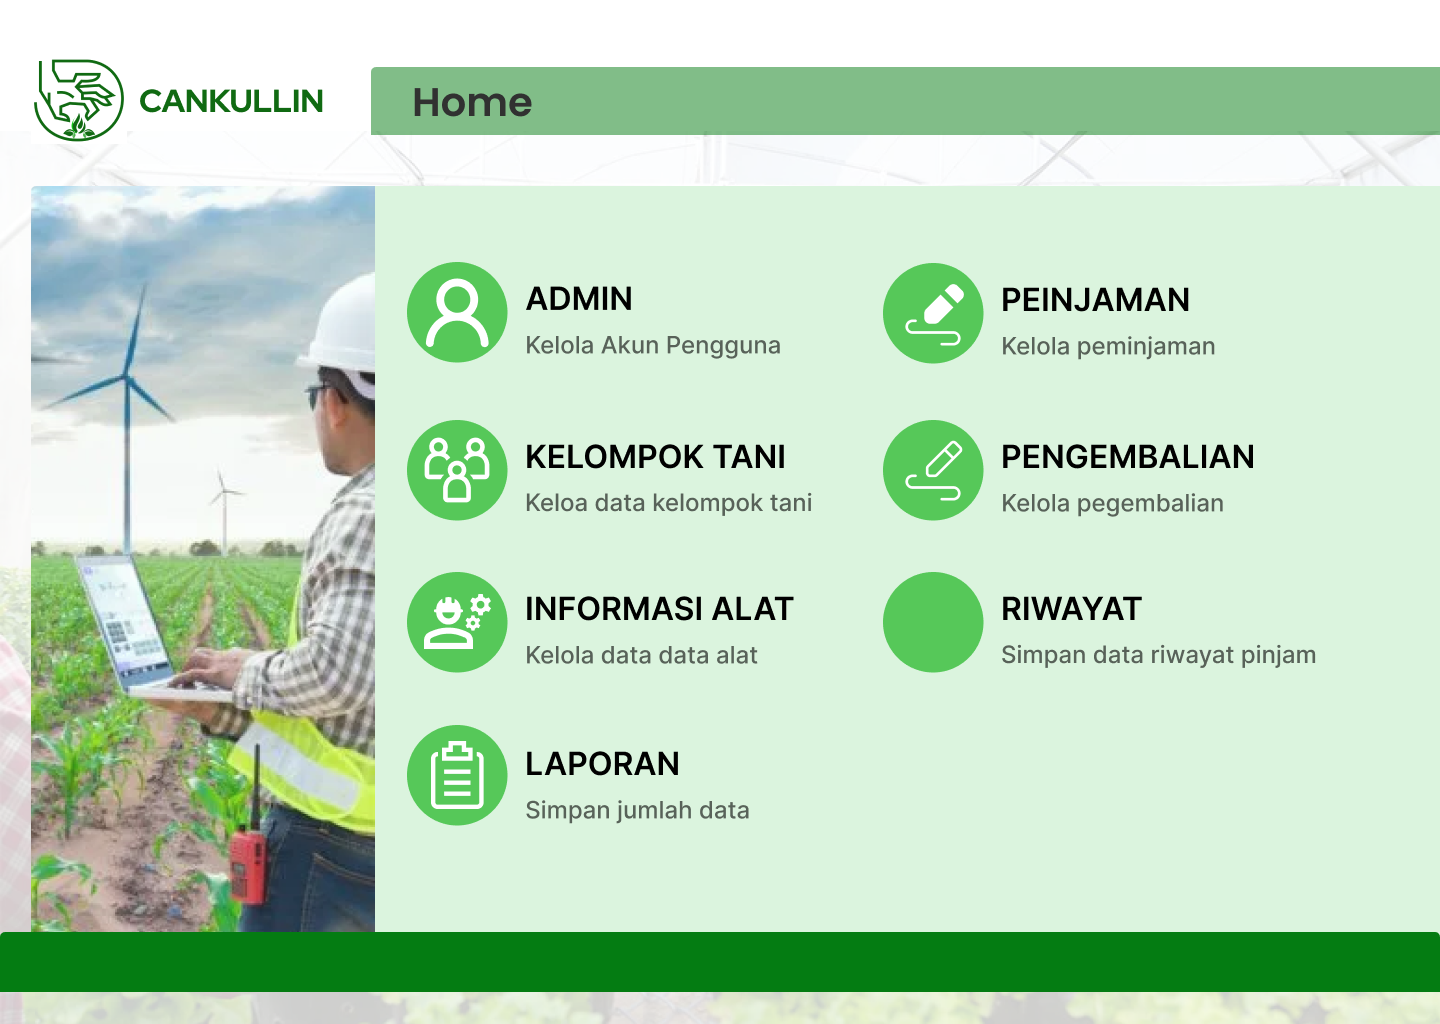 CANKULLIN
Home
ADMIN
Kelola Akun Pengguna
KELOMPOK TANI
Keloa data kelompok tani
INFORMASI ALAT
Kelola data data alat
LAPORAN
Simpan jumlah data
PEINJAMAN
Kelola peminjaman
PENGEMBALIAN
Kelola pegembalian
RIWAYAT
Simpan data riwayat pinjam